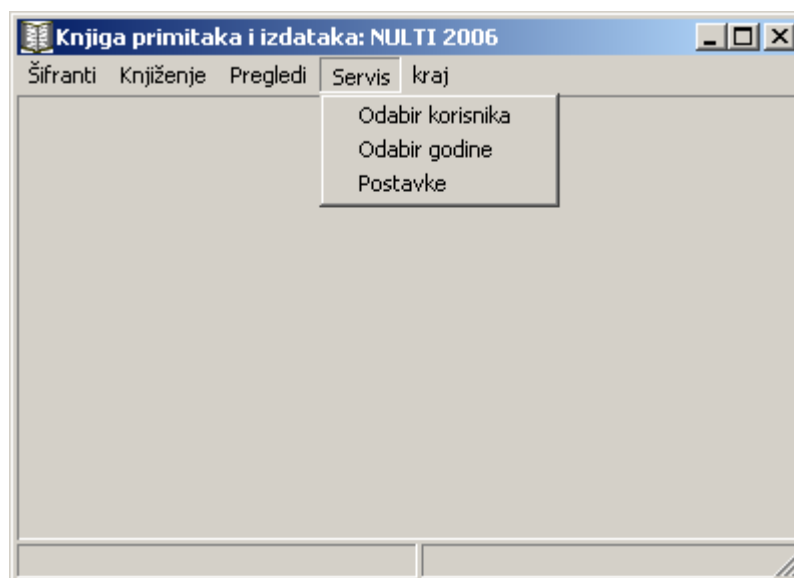 Knjiga primitaka i izdataka: NULTI 2006
Šifranti Knjiženje Pregledi Servis kraj
Odabir korisnika
Odabir godine
Postavke